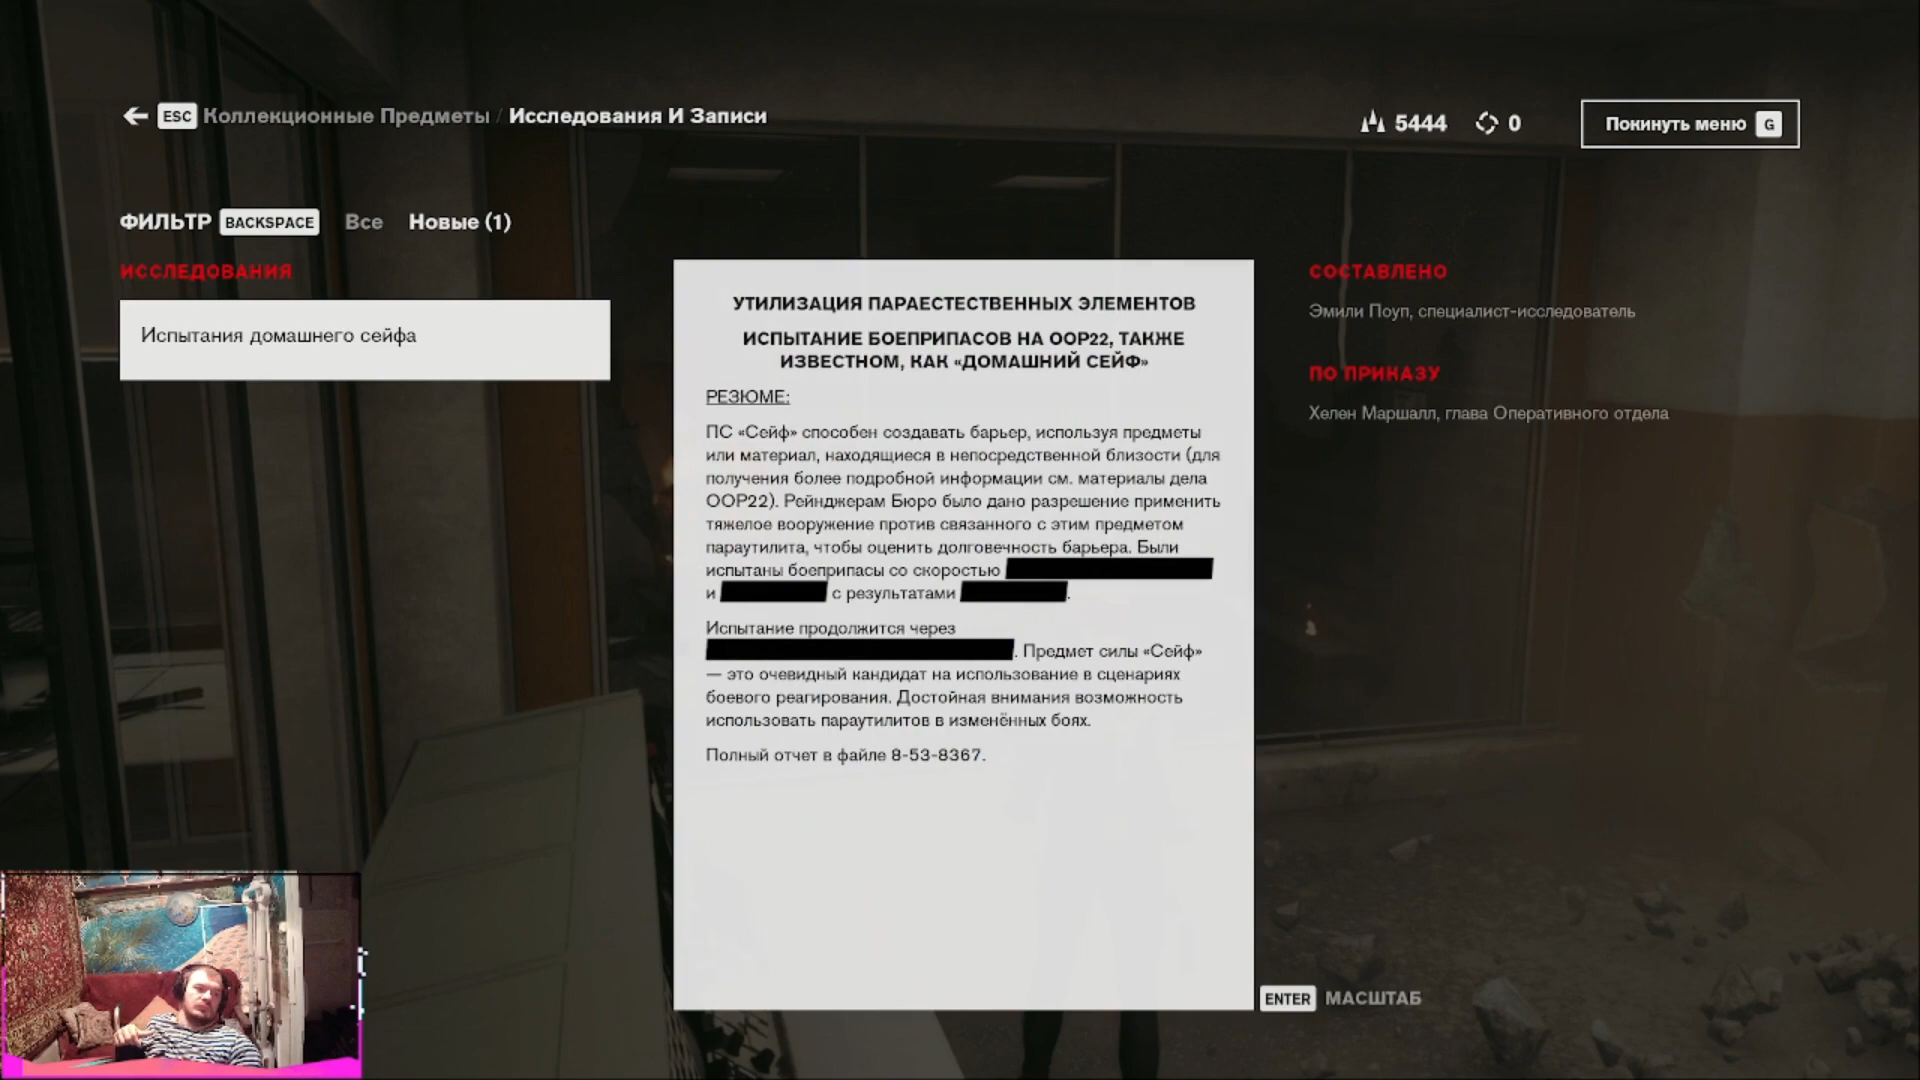 ESC Коллекционные Предметы / Исследования И Записи
5444 0
Покинуть меню G
ФИЛЬТР BACKSPACE Все Новые (1)
ИССЛЕДОВАНИЯ
Испытания домашнего сейфа
УТИЛИЗАЦИЯ ПАРАЕСТЕСТВЕННЫХ ЭЛЕМЕНТОВ
ИСПЫТАНИЕ БОЕПРИПАСОВ НА ООР22, ТАКЖЕ
ИЗВЕСТНОМ, КАК «ДОМАШНИЙ СЕЙФ»
РЕЗЮМЕ:
ПС «Сейф» способен создавать барьер, используя предметы
или материал, находящиеся в непосредственной близости (для
получения более подробной информации см. материалы дела
ООР22). Рейнджерам Бюро было дано разрешение применить
тяжелое вооружение против связанного с этим предметом
параутилита, чтобы оценить долговечность барьера. Были
испытаны боеприпасы со скоростью
и с результатами .
Испытание продолжится через
. Предмет силы «Сейф»
— это очевидный кандидат на использование в сценариях
боевого реагирования. Достойная внимания возможность
использовать параутилитов в изменённых боях.
Полный отчет в файле 8-53-8367.
СОСТАВЛЕНО
Эмили Поуп, специалист-исследователь
ПО ПРИКАЗУ
Хелен Маршалл, глава Оперативного отдела
ENTER МАСШТАБ